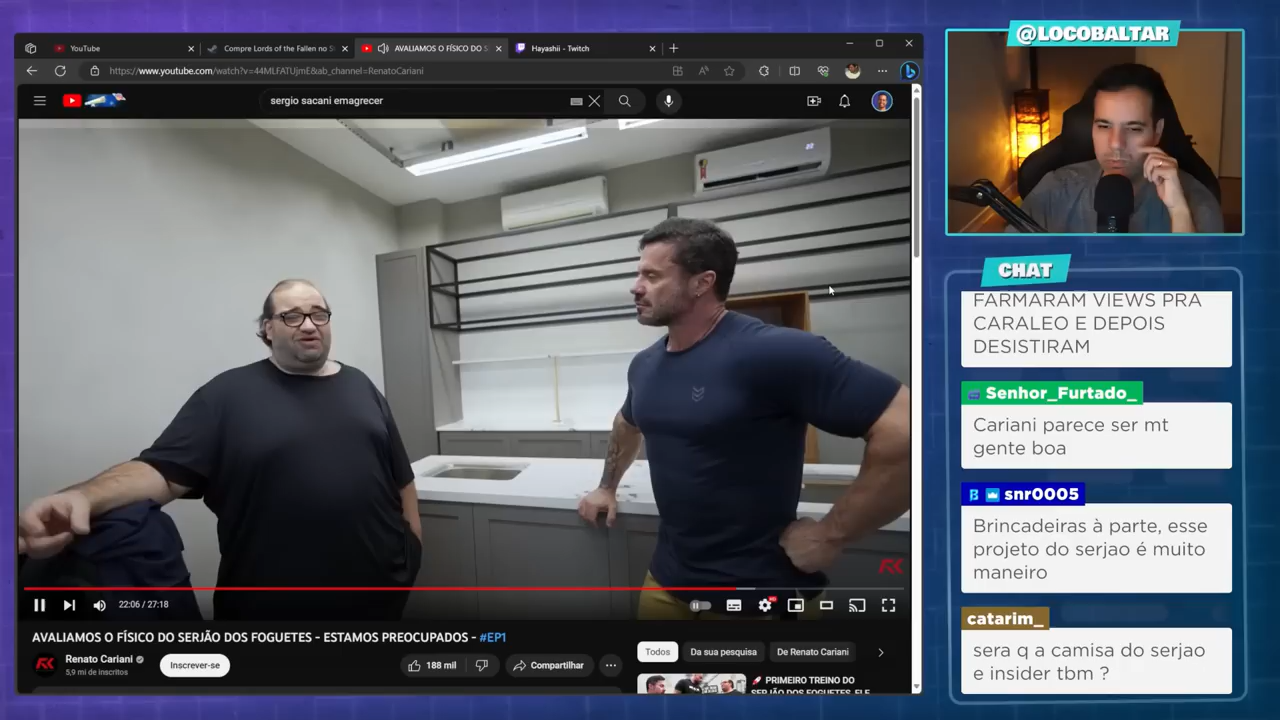 YouTube
Compre Lords of the Fallen no S
AVALIAMOS O FÍSICO DO S
Hayashii - Twitch
https://www.youtube.com/watch?v=44MLFATUjmE&ab_channel=RenatoCariani
sergio sacani emagrecer
22:06 / 27:18
HD
RK
AVALIAMOS O FÍSICO DO SERJÃO DOS FOGUETES - ESTAMOS PREOCUPADOS - #EP1
RK
Renato Cariani
5,9 mi de inscritos
Inscrever-se
188 mil
Compartilhar
Todos
Da sua pesquisa
De Renato Cariani
PRIMEIRO TREINO DO
SERJÃO DOS FOGUETES, ELE
@LOCOBALTAR
CHAT
FARMARAM VIEWS PRA
CARALEO E DEPOIS
DESISTIRAM
Senhor_Furtado_
Cariani parece ser mt
gente boa
snr0005
Brincadeiras à parte, esse
projeto do serjao é muito
maneiro
catarim_
sera q a camisa do serjao
e insider tbm ?